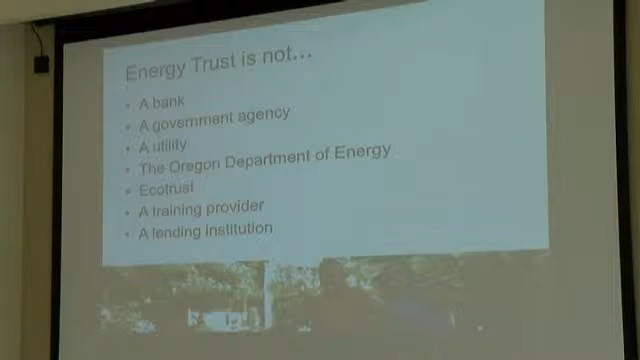 Energy Trust is not...
• A bank
• A government agency
• A utility
• The Oregon Department of Energy
• Ecotrust
• A training provider
• A lending institution